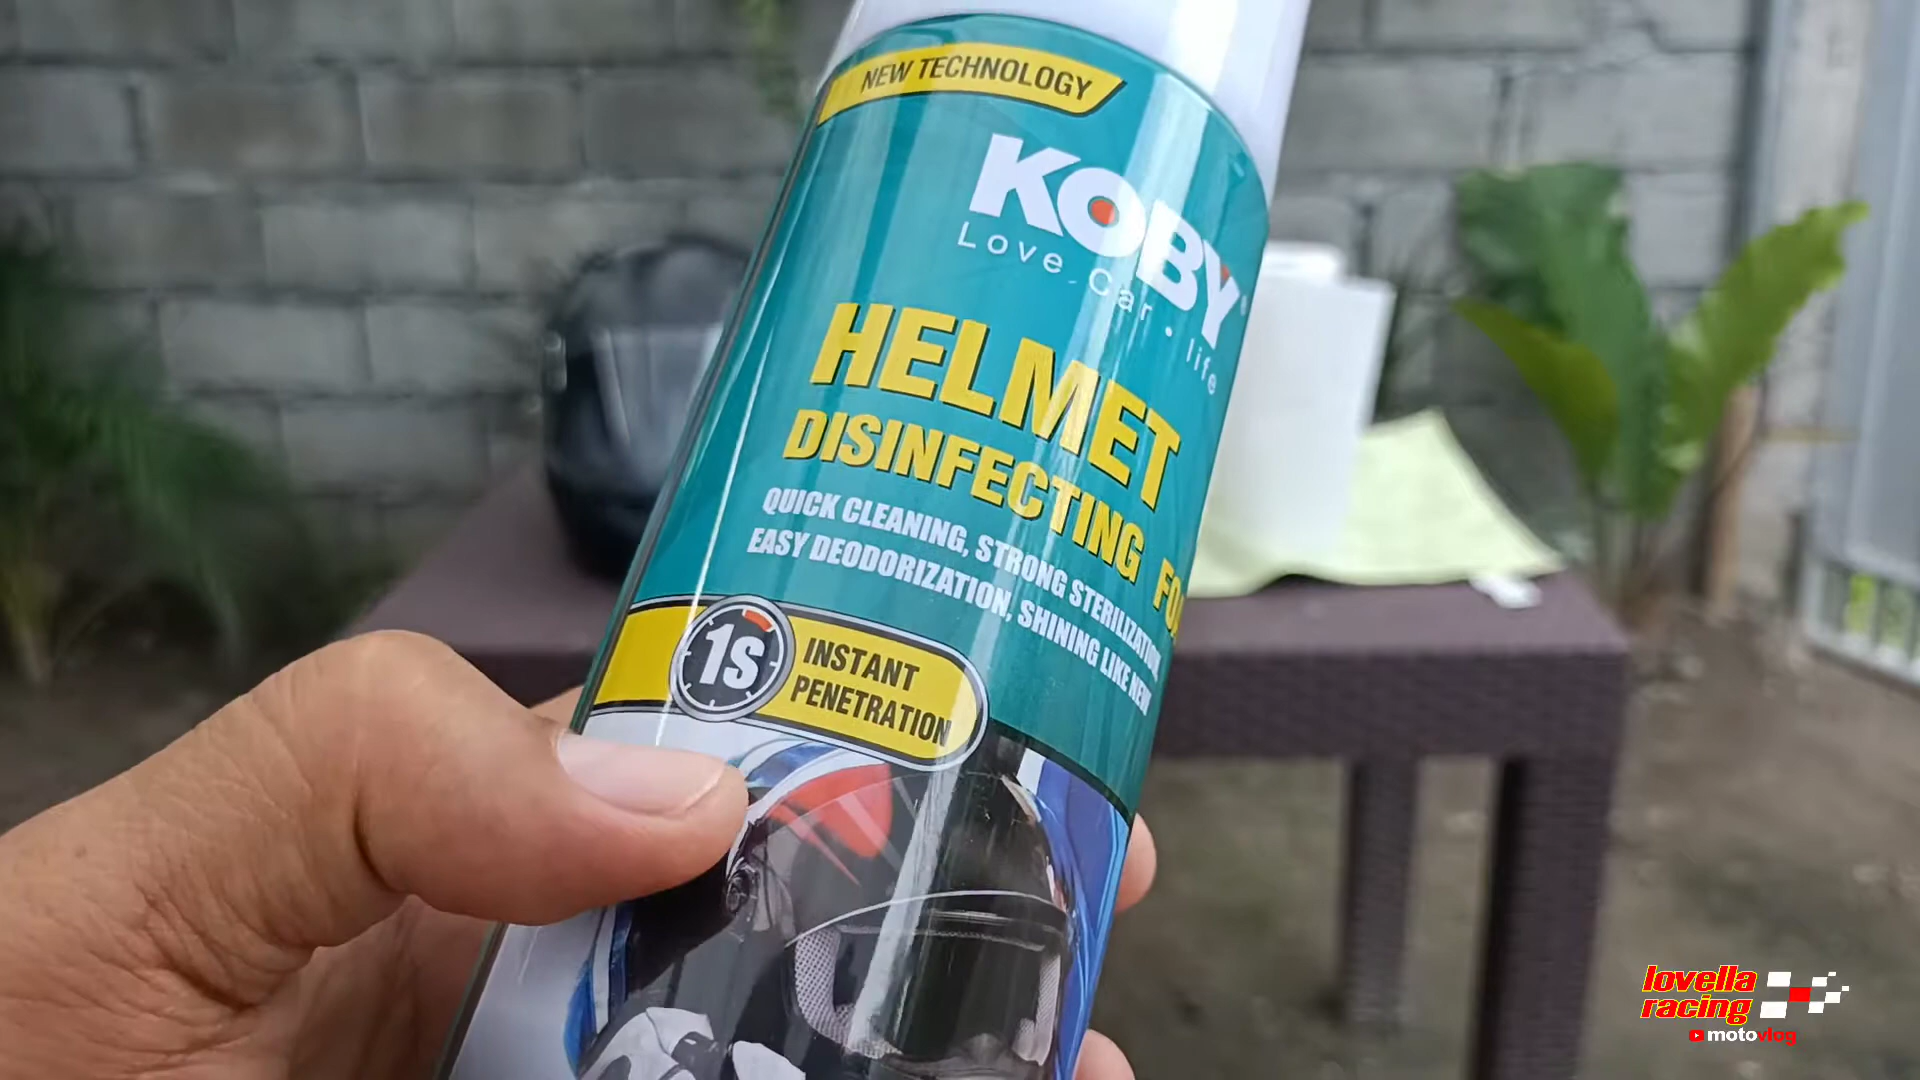 NEW TECHNOLOGY
KOBY
Love Car • life
HELMET
DISINFECTING
QUICK CLEANING, STRONG STERILIZATION,
EASY DEODORIZATION, SHINING LIKE NEW
1S
INSTANT
PENETRATION
lovella
racing
motovlog